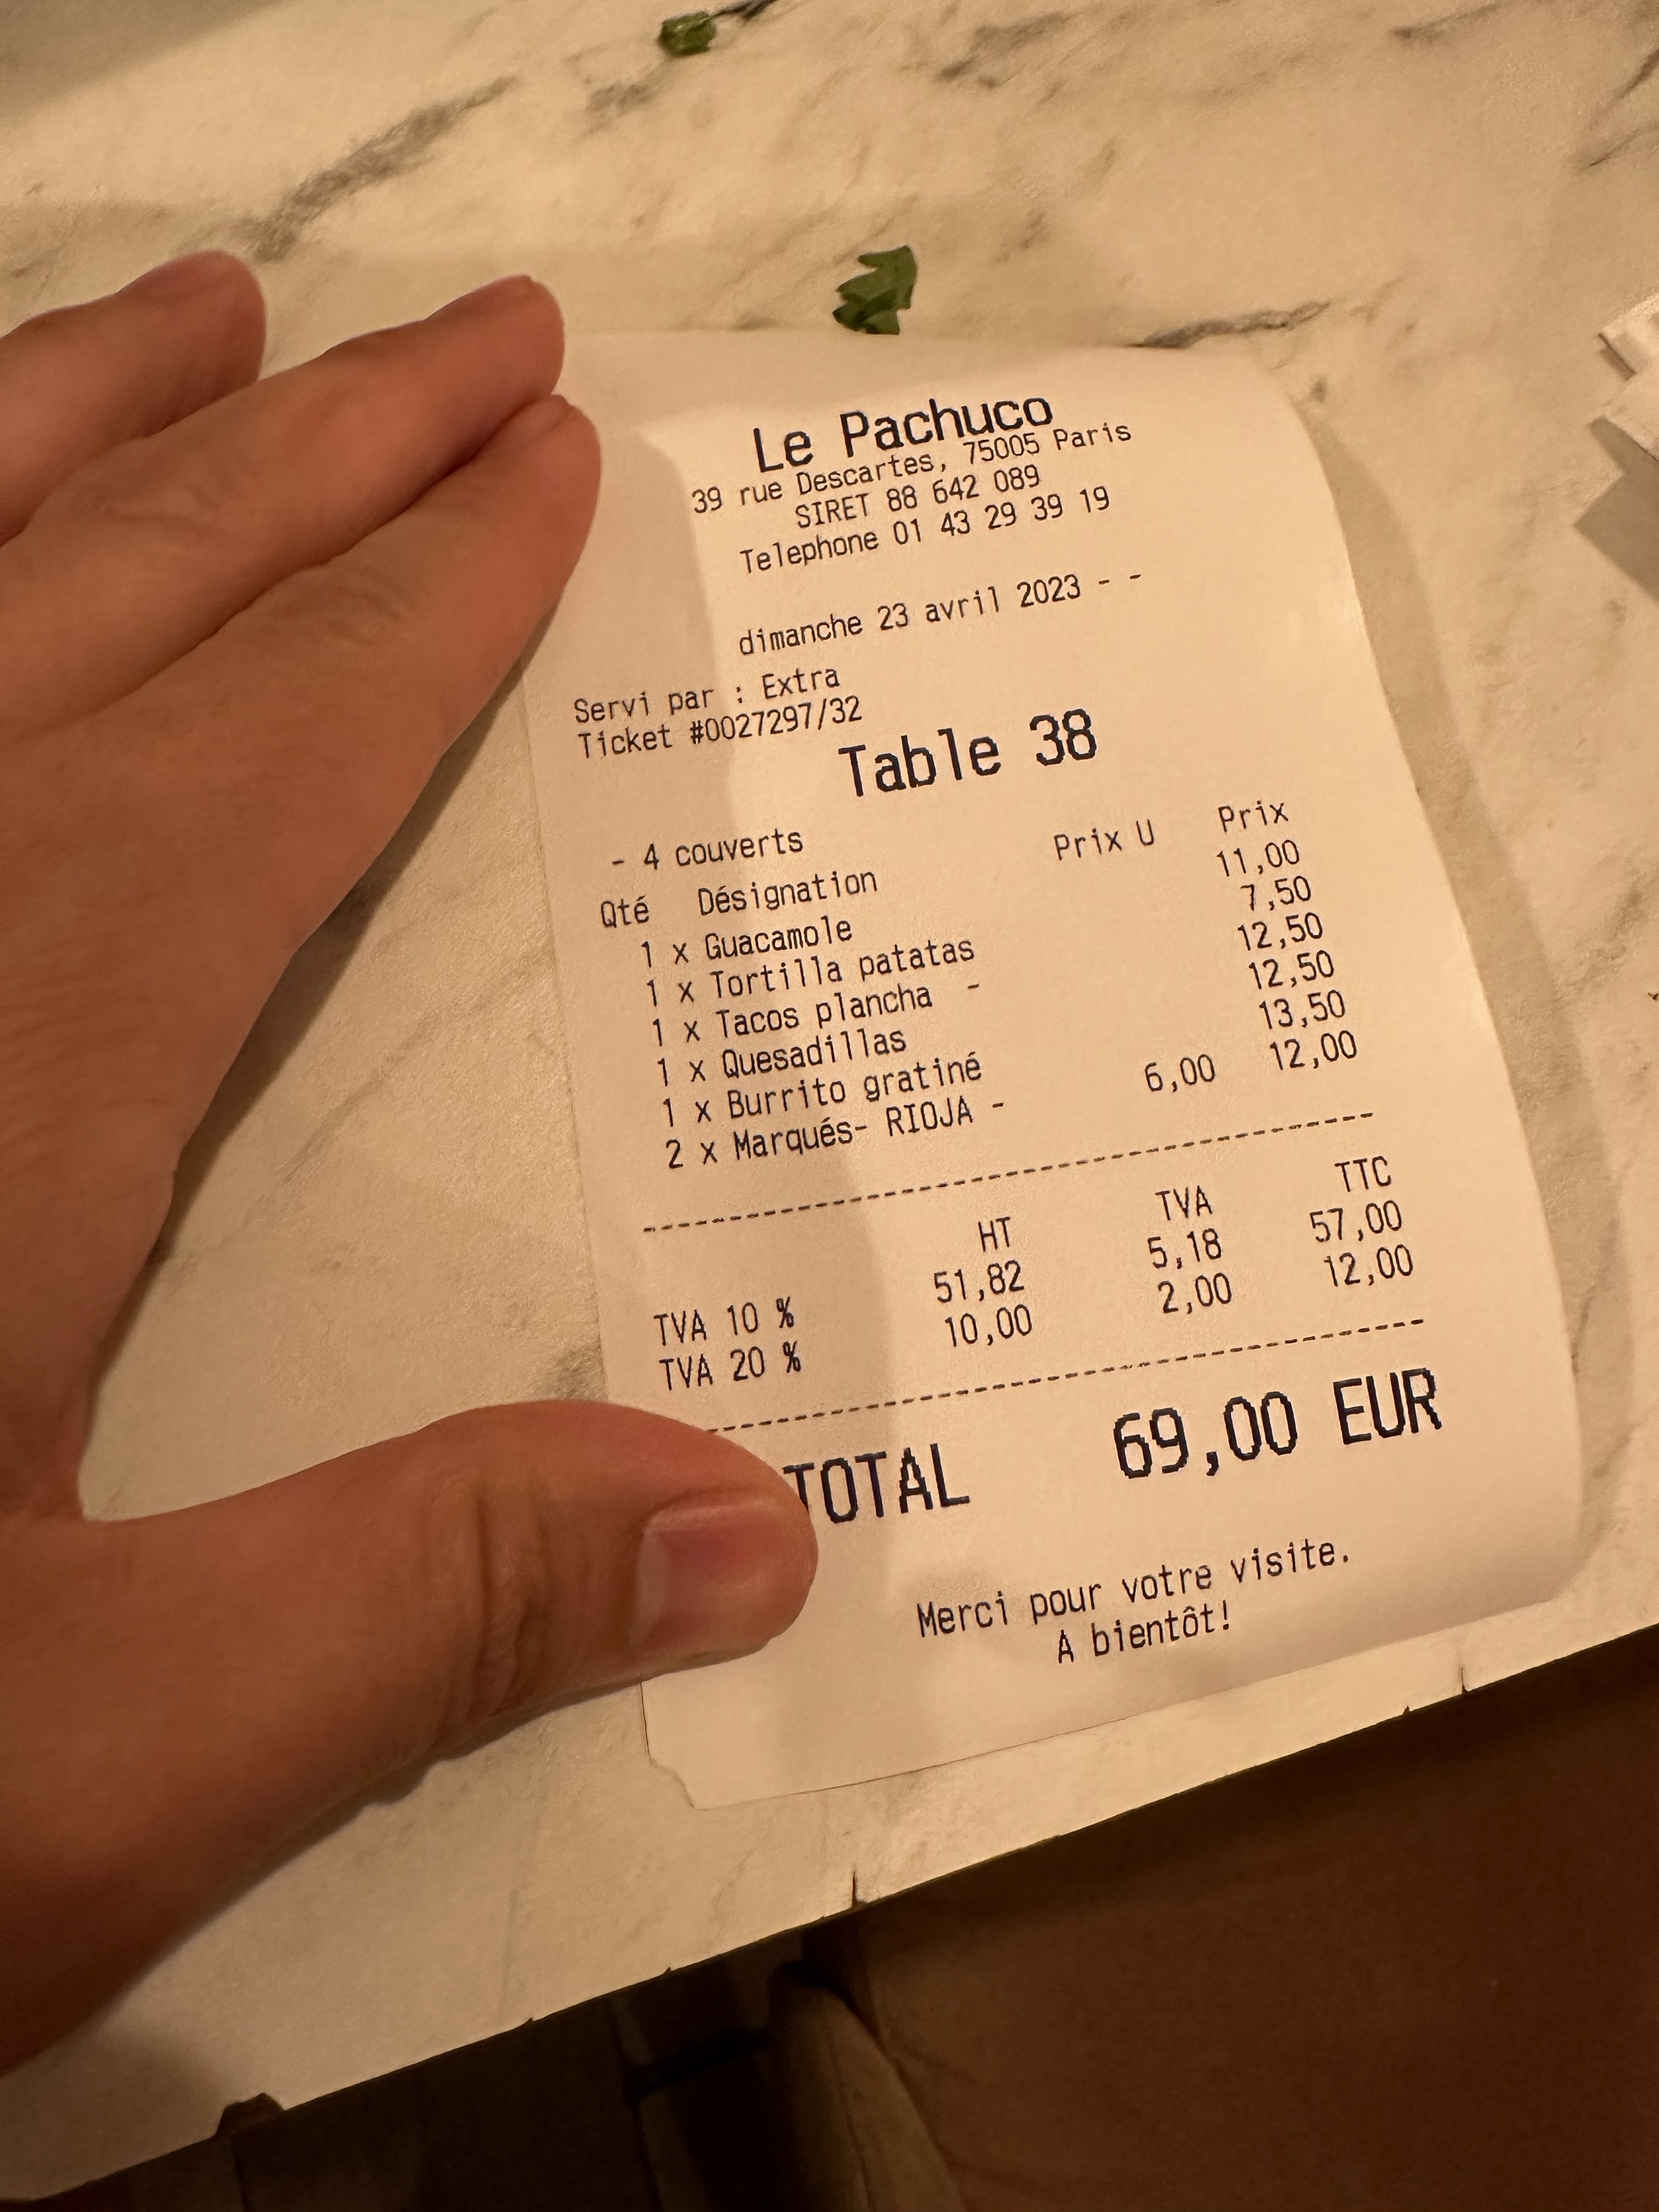 Le Pachuco
39 rue Descartes, 75005 Paris
SIRET 88 642 089
Telephone 01 43 29 39 19
dimanche 23 avril 2023 - -
Servi par : Extra
Ticket #0027297/32
Table 38
- 4 couverts
Qté Désignation Prix U Prix
1 x Guacamole 11,00
1 x Tortilla patatas 7,50
1 x Tacos plancha - 12,50
1 x Quesadillas 12,50
1 x Burrito gratiné 13,50
2 x Marqués- RIOJA - 6,00 12,00
HT TVA TTC
TVA 10 % 51,82 5,18 57,00
TVA 20 % 10,00 2,00 12,00
TOTAL 69,00 EUR
Merci pour votre visite.
A bientôt!